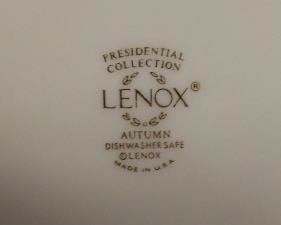 PRESIDENTIAL
COLLECTION
LENOX®
AUTUMN
DISHWASHER SAFE
©LENOX
MADE IN U.S.A.